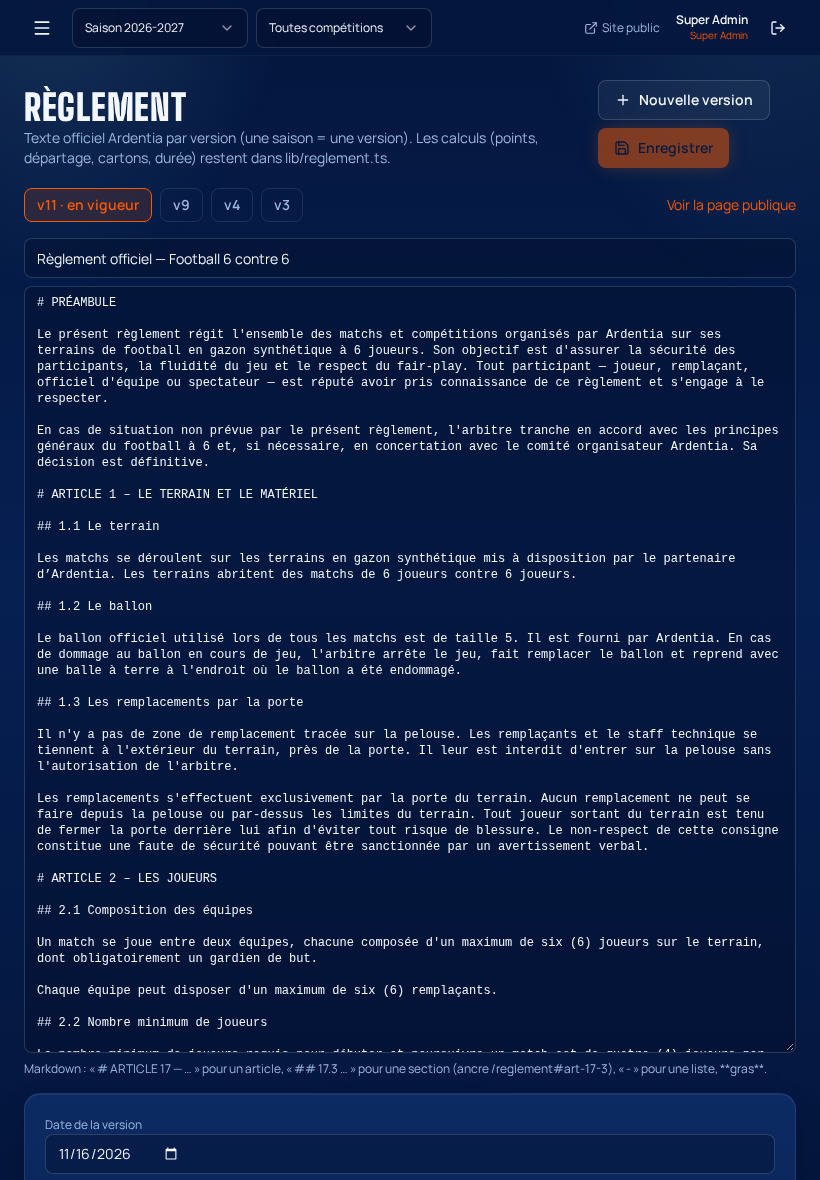 Saison 2026-2027
Toutes compétitions
Site public
Super Admin
Super Admin
RÈGLEMENT
Texte officiel Ardentia par version (une saison = une version). Les calculs (points,
départage, cartons, durée) restent dans lib/reglement.ts.
Nouvelle version
Enregistrer
v11 · en vigueur
v9
v4
v3
Voir la page publique
Règlement officiel — Football 6 contre 6
# PRÉAMBULE
Le présent règlement régit l'ensemble des matchs et compétitions organisés par Ardentia sur ses
terrains de football en gazon synthétique à 6 joueurs. Son objectif est d'assurer la sécurité des
participants, la fluidité du jeu et le respect du fair-play. Tout participant — joueur, remplaçant,
officiel d'équipe ou spectateur — est réputé avoir pris connaissance de ce règlement et s'engage à le
respecter.
En cas de situation non prévue par le présent règlement, l'arbitre tranche en accord avec les principes
généraux du football à 6 et, si nécessaire, en concertation avec le comité organisateur Ardentia. Sa
décision est définitive.
# ARTICLE 1 – LE TERRAIN ET LE MATÉRIEL
## 1.1 Le terrain
Les matchs se déroulent sur les terrains en gazon synthétique mis à disposition par le partenaire
d’Ardentia. Les terrains abritent des matchs de 6 joueurs contre 6 joueurs.
## 1.2 Le ballon
Le ballon officiel utilisé lors de tous les matchs est de taille 5. Il est fourni par Ardentia. En cas
de dommage au ballon en cours de jeu, l'arbitre arrête le jeu, fait remplacer le ballon et reprend avec
une balle à terre à l'endroit où le ballon a été endommagé.
## 1.3 Les remplacements par la porte
Il n'y a pas de zone de remplacement tracée sur la pelouse. Les remplaçants et le staff technique se
tiennent à l'extérieur du terrain, près de la porte. Il leur est interdit d'entrer sur la pelouse sans
l'autorisation de l'arbitre.
Les remplacements s'effectuent exclusivement par la porte du terrain. Aucun remplacement ne peut se
faire depuis la pelouse ou par-dessus les limites du terrain. Tout joueur sortant du terrain est tenu
de fermer la porte derrière lui afin d'éviter tout risque de blessure. Le non-respect de cette consigne
constitue une faute de sécurité pouvant être sanctionnée par un avertissement verbal.
# ARTICLE 2 – LES JOUEURS
## 2.1 Composition des équipes
Un match se joue entre deux équipes, chacune composée d'un maximum de six (6) joueurs sur le terrain,
dont obligatoirement un gardien de but.
Chaque équipe peut disposer d'un maximum de six (6) remplaçants.
## 2.2 Nombre minimum de joueurs
Le nombre minimum de joueurs requis pour débuter et poursuivre un match est de quatre (4) joueurs par
Markdown : « # ARTICLE 17 — … » pour un article, « ## 17.3 … » pour une section (ancre /reglement#art-17-3), « - » pour une liste, **gras**.
Date de la version
11/16/2026